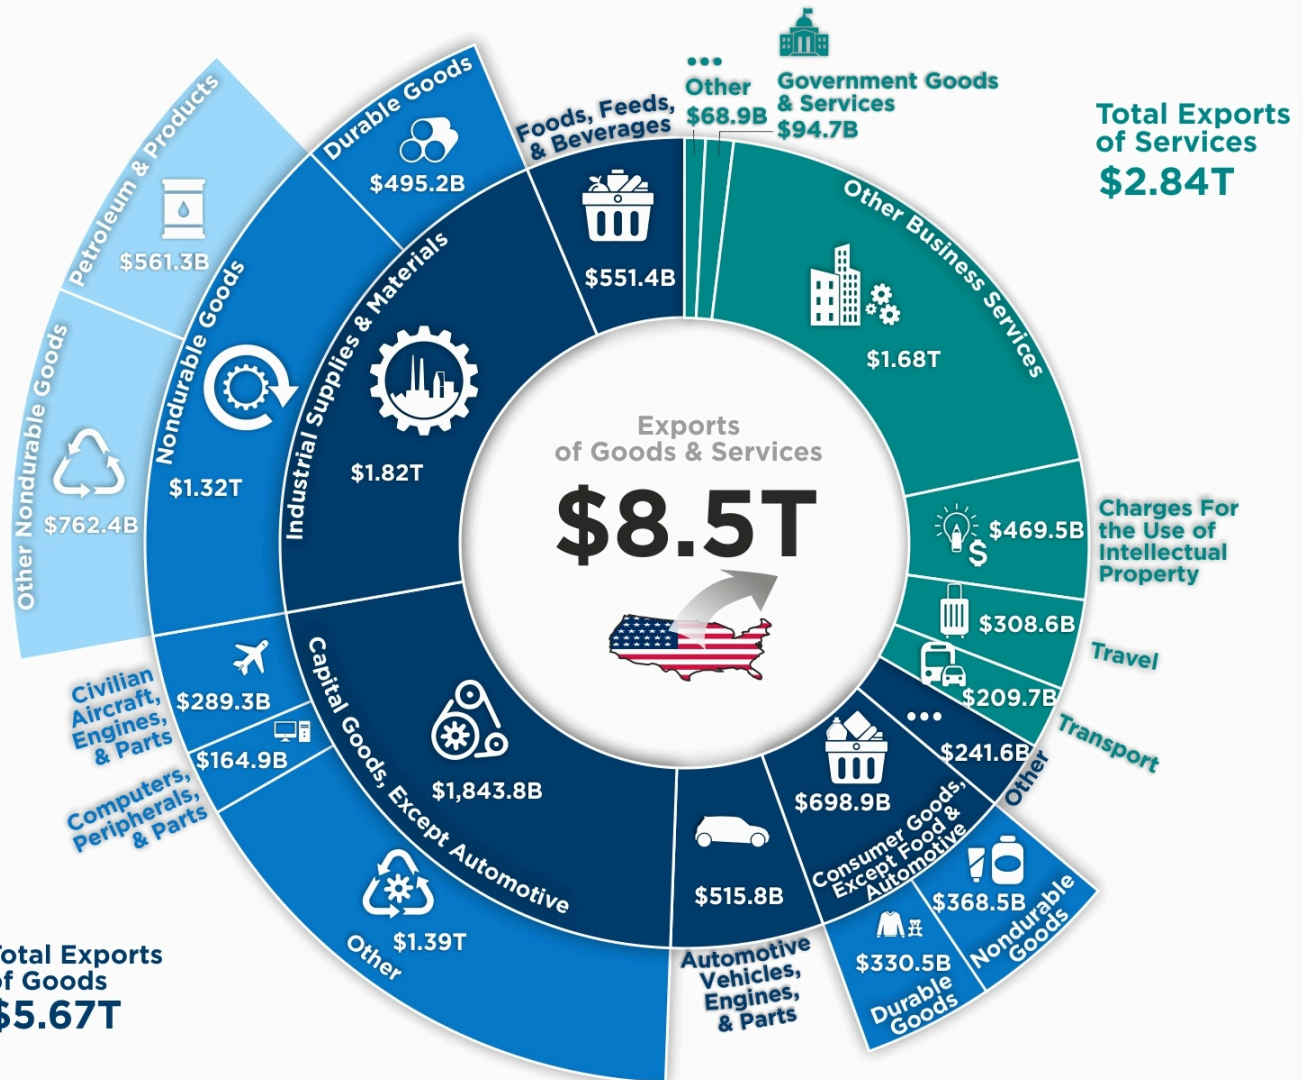 Other
$68.9B
Government Goods
& Services
$94.7B
Total Exports
of Services
$2.84T
Other Business Services
$1.68T
Charges For
the Use of
Intellectual
Property
$469.5B
$308.6B
Travel
$209.7B
Transport
$241.6B
Other
$698.9B
Consumer Goods,
Except Food &
Automotive
$368.5B
Nondurable
Goods
$330.5B
Durable
Goods
$515.8B
Automotive
Vehicles,
Engines,
& Parts
$1,843.8B
Capital Goods, Except Automotive
$1.39T
Other
$164.9B
Computers,
Peripherals,
& Parts
$289.3B
Civilian
Aircraft,
Engines,
& Parts
Industrial Supplies & Materials
$1.82T
Nondurable Goods
$1.32T
Other Nondurable Goods
$762.4B
Petroleum & Products
$561.3B
Durable Goods
$495.2B
Foods, Feeds,
& Beverages
$551.4B
Exports
of Goods & Services
$8.5T
otal Exports
of Goods
$5.67T